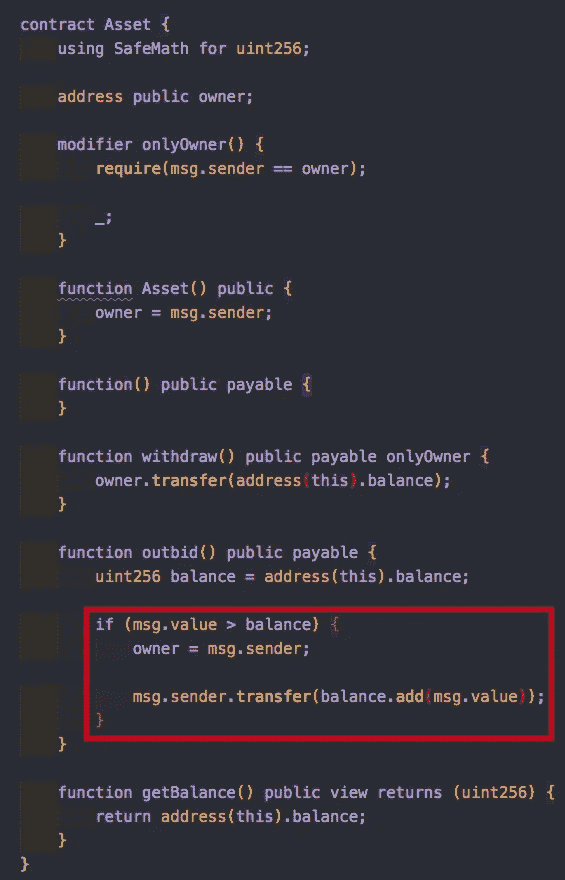 contract Asset {
using SafeMath for uint256;
address public owner;
modifier onlyOwner() {
require(msg.sender == owner);
_;
}
function Asset() public {
owner = msg.sender;
}
function() public payable {
}
function withdraw() public payable onlyOwner {
owner.transfer(address(this).balance);
}
function outbid() public payable {
uint256 balance = address(this).balance;
if (msg.value > balance) {
owner = msg.sender;
msg.sender.transfer(balance.add(msg.value));
}
}
function getBalance() public view returns (uint256) {
return address(this).balance;
}
}